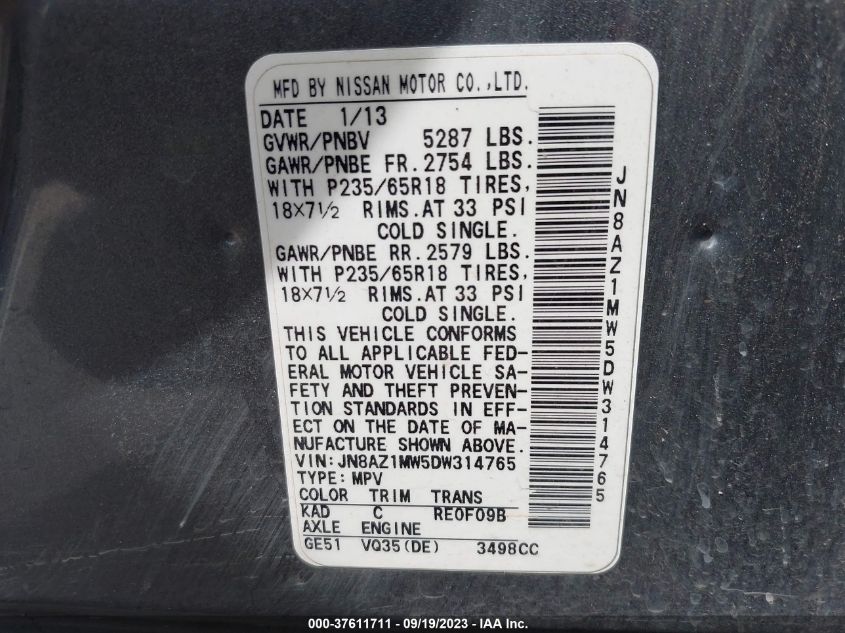 MFD BY NISSAN MOTOR CO.,LTD.
DATE 1/13
GVWR/PNBV 5287 LBS.
GAWR/PNBE FR. 2754 LBS.
WITH P235/65R18 TIRES,
18×7½ RIMS. AT 33 PSI
COLD SINGLE.
GAWR/PNBE RR. 2579 LBS.
WITH P235/65R18 TIRES,
18×7½ RIMS. AT 33 PSI
COLD SINGLE.
THIS VEHICLE CONFORMS
TO ALL APPLICABLE FED-
ERAL MOTOR VEHICLE SA-
FETY AND THEFT PREVEN-
TION STANDARDS IN EFF-
ECT ON THE DATE OF MA-
NUFACTURE SHOWN ABOVE.
VIN: JN8AZ1MW5DW314765
TYPE: MPV
COLOR TRIM TRANS
KAD C RE0F09B
AXLE ENGINE
GE51 VQ35(DE) 3498CC
JN8AZ1MW5DW314765
000-37611711 - 09/19/2023 - COPYRIGHT IAA, INC.